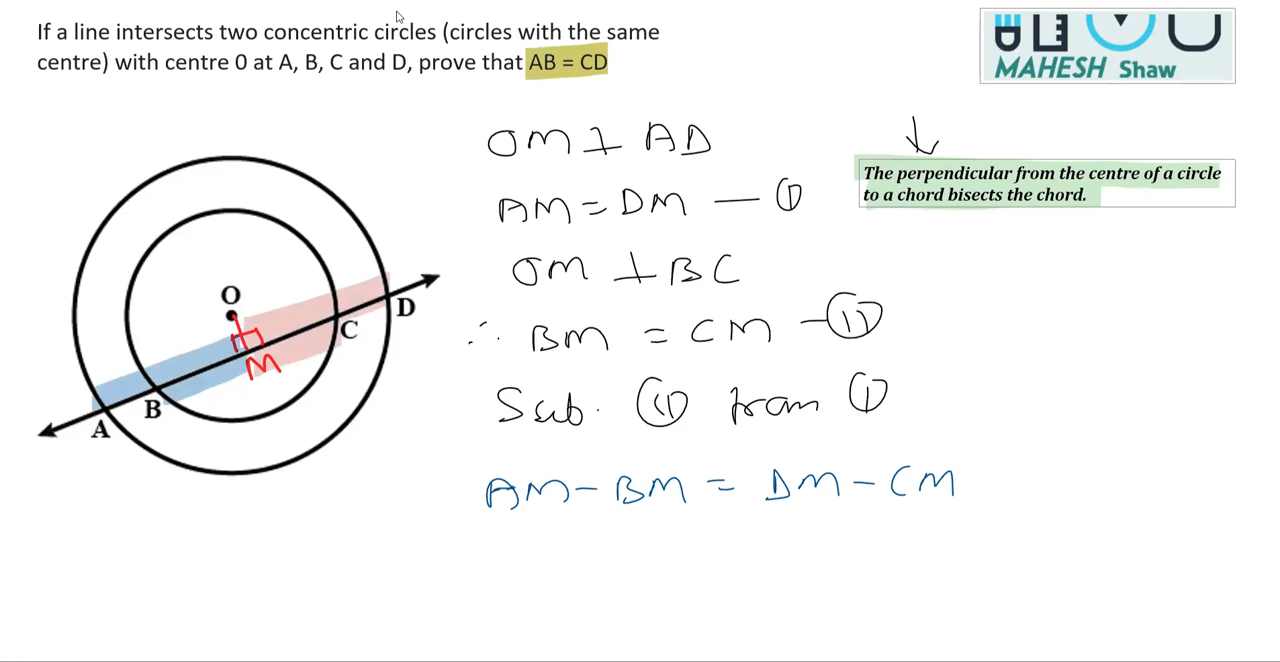 If a line intersects two concentric circles (circles with the same
centre) with centre O at A, B, C and D, prove that AB = CD
MAHESH Shaw
OM ⊥ AD
The perpendicular from the centre of a circle
to a chord bisects the chord.
AM = DM — (I)
OM ⊥ BC
∴ BM = CM — (II)
Sub. (II) from (I)
AM - BM = DM - CM
O
D
C
M
B
A